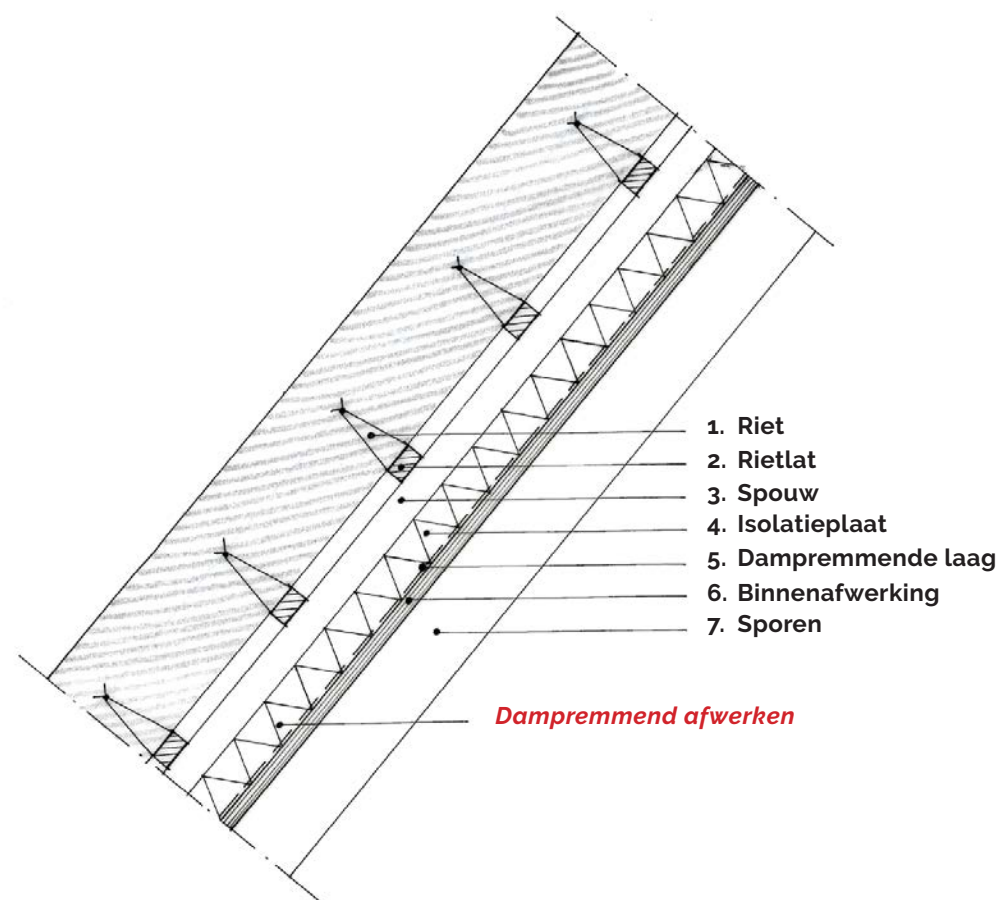 1. Riet
2. Rietlat
3. Spouw
4. Isolatieplaat
5. Dampremmende laag
6. Binnenafwerking
7. Sporen
Dampremmend afwerken